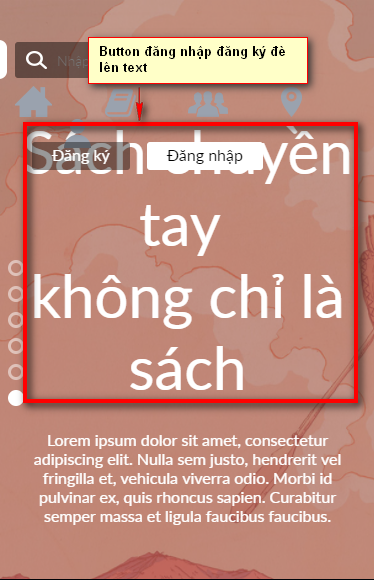 Button đăng nhập đăng ký đè
lên text
Nhập
Sách chuyền
Đăng ký
Đăng nhập
tay
không chỉ là
sách
Lorem ipsum dolor sit amet, consectetur
adipiscing elit. Nulla sem justo, hendrerit vel
fringilla et, vehicula viverra odio. Morbi id
pulvinar ex, quis rhoncus sapien. Curabitur
semper massa et ligula faucibus faucibus.